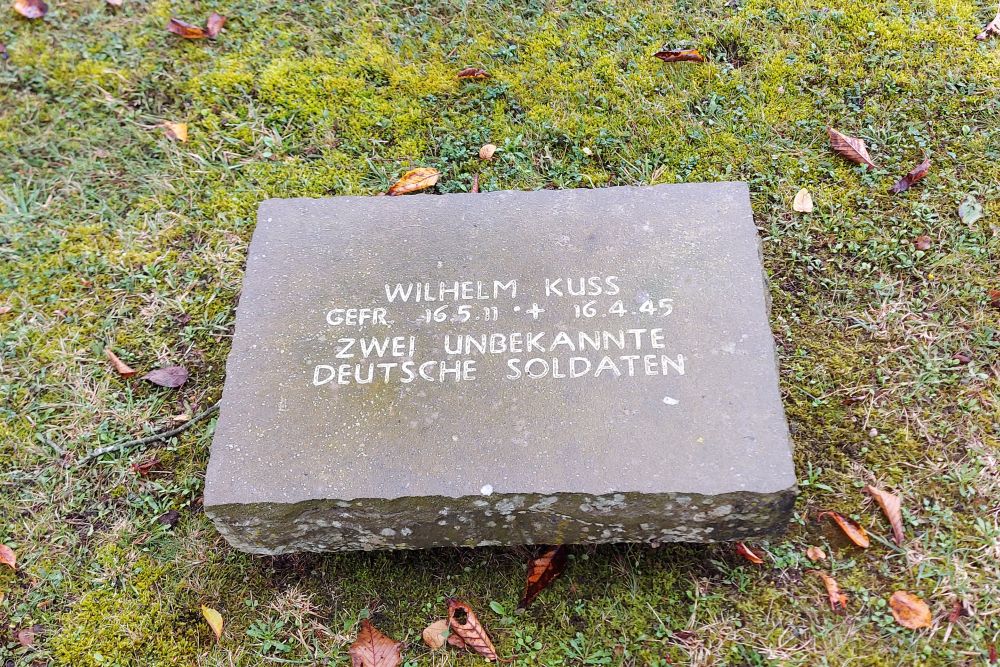 WILHELM KUSS
GEFR. 16.5.11 · + 16.4.45
ZWEI UNBEKANNTE
DEUTSCHE SOLDATEN